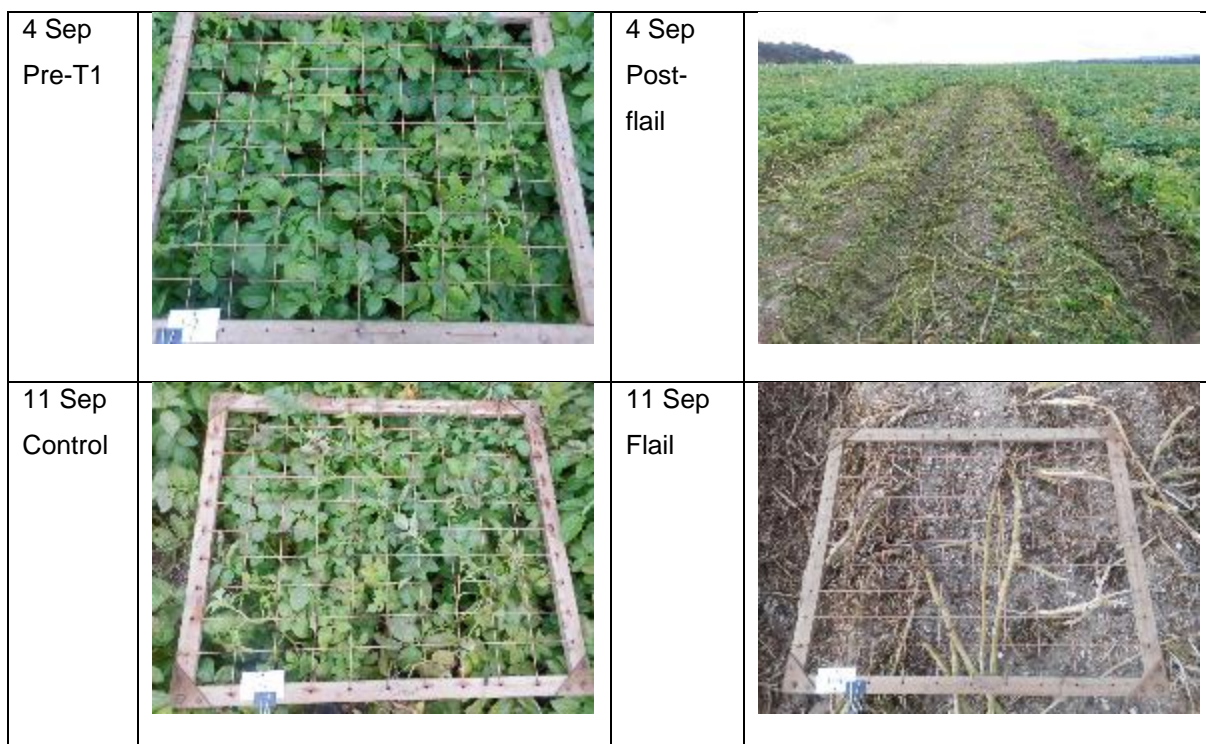 4 Sep
Pre-T1
4 Sep
Post-
flail
11 Sep
Control
11 Sep
Flail